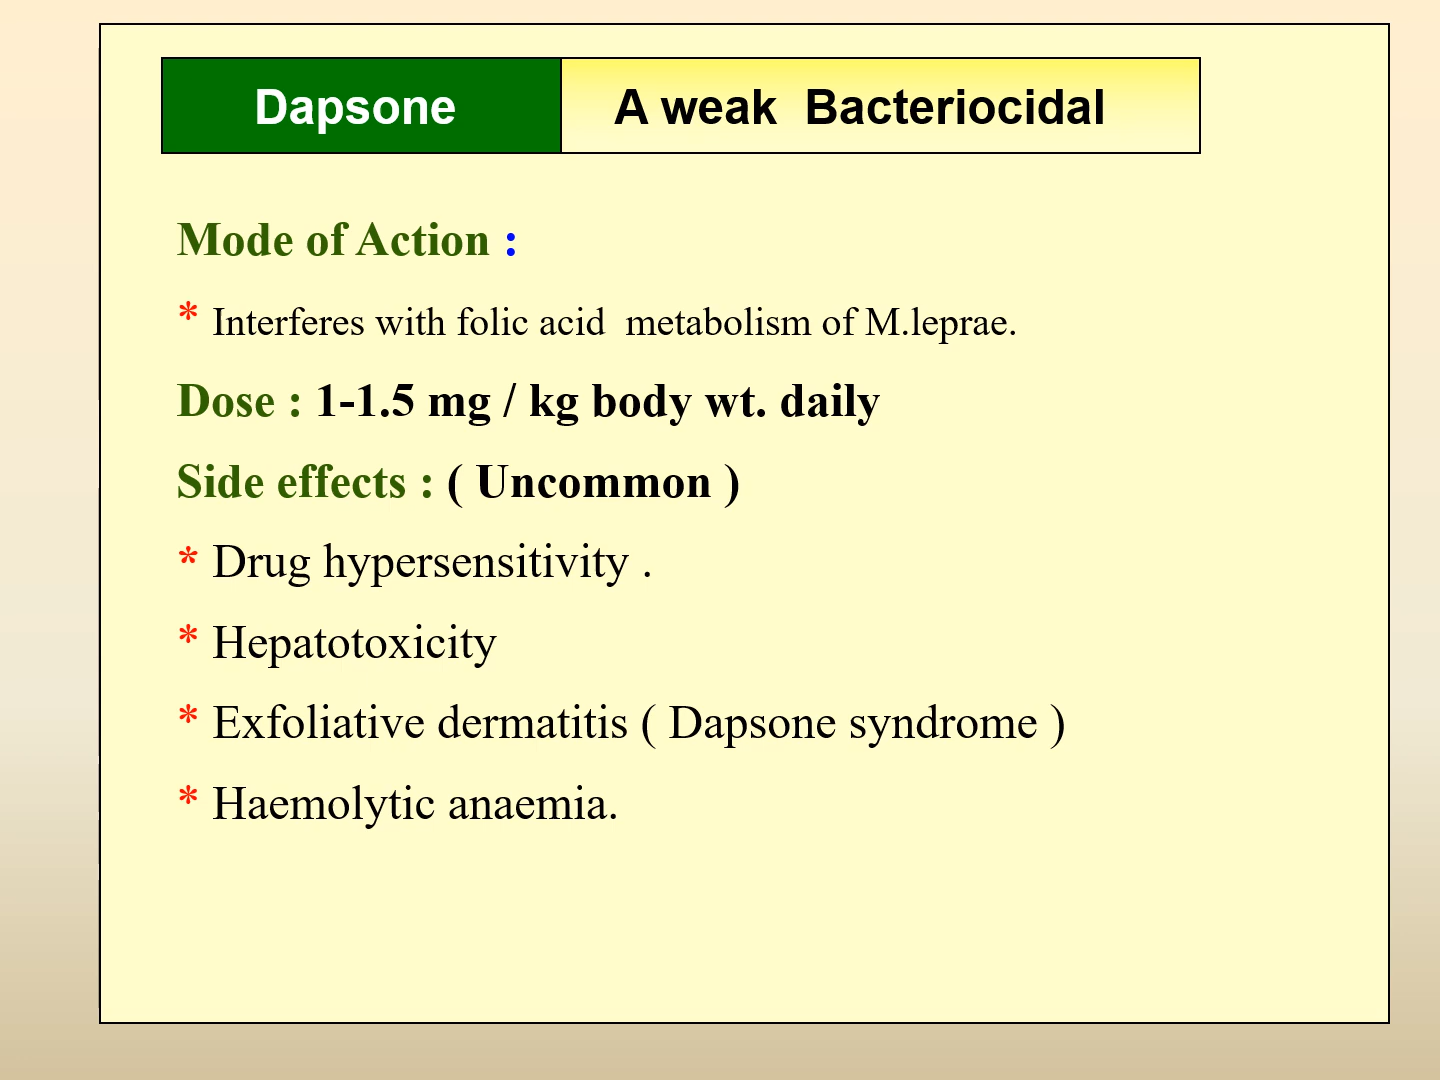 Dapsone
A weak  Bacteriocidal
Mode of Action :
* Interferes with folic acid  metabolism of M.leprae.
Dose : 1-1.5 mg / kg body wt. daily
Side effects : ( Uncommon )
* Drug hypersensitivity .
* Hepatotoxicity
* Exfoliative dermatitis ( Dapsone syndrome )
* Haemolytic anaemia.